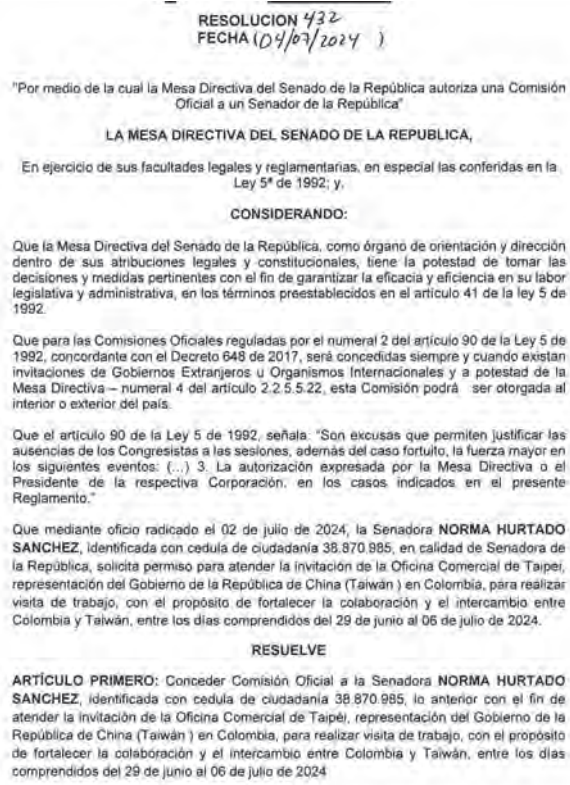 RESOLUCION 432
FECHA (04/07/2024 )
"Por medio de la cual la Mesa Directiva del Senado de la República autoriza una Comisión
Oficial a un Senador de la República"
LA MESA DIRECTIVA DEL SENADO DE LA REPUBLICA,
En ejercicio de sus facultades legales y reglamentarias, en especial las conferidas en la
Ley 5ª de 1992; y,
CONSIDERANDO:
Que la Mesa Directiva del Senado de la República, como órgano de orientación y dirección
dentro de sus atribuciones legales y constitucionales, tiene la potestad de tomar las
decisiones y medidas pertinentes con el fin de garantizar la eficacia y eficiencia en su labor
legislativa y administrativa, en los términos preestablecidos en el artículo 41 de la ley 5 de
1992.
Que para las Comisiones Oficiales reguladas por el numeral 2 del artículo 90 de la Ley 5 de
1992, concordante con el Decreto 648 de 2017, será concedidas siempre y cuando existan
invitaciones de Gobiernos Extranjeros u Organismos Internacionales y a potestad de la
Mesa Directiva – numeral 4 del artículo 2.2.5.5.22, esta Comisión podrá ser otorgada al
interior o exterior del país.
Que el artículo 90 de la Ley 5 de 1992, señala: "Son excusas que permiten justificar las
ausencias de los Congresistas a las sesiones, además del caso fortuito, la fuerza mayor en
los siguientes eventos: (...) 3. La autorización expresada por la Mesa Directiva o el
Presidente de la respectiva Corporación, en los casos indicados en el presente
Reglamento."
Que mediante oficio radicado el 02 de julio de 2024, la Senadora NORMA HURTADO
SANCHEZ, identificada con cedula de ciudadanía 38.870.985, en calidad de Senadora de
la República, solicita permiso para atender la invitación de la Oficina Comercial de Taipéi,
representación del Gobierno de la República de China (Taiwán ) en Colombia, para realizar
visita de trabajo, con el propósito de fortalecer la colaboración y el intercambio entre
Colombia y Taiwán, entre los días comprendidos del 29 de junio al 06 de julio de 2024.
RESUELVE
ARTÍCULO PRIMERO: Conceder Comisión Oficial a la Senadora NORMA HURTADO
SANCHEZ, identificada con cedula de ciudadanía 38.870.985, lo anterior con el fin de
atender la invitación de la Oficina Comercial de Taipéi, representación del Gobierno de la
República de China (Taiwán ) en Colombia, para realizar visita de trabajo, con el propósito
de fortalecer la colaboración y el intercambio entre Colombia y Taiwán, entre los días
comprendidos del 29 de junio al 06 de julio de 2024